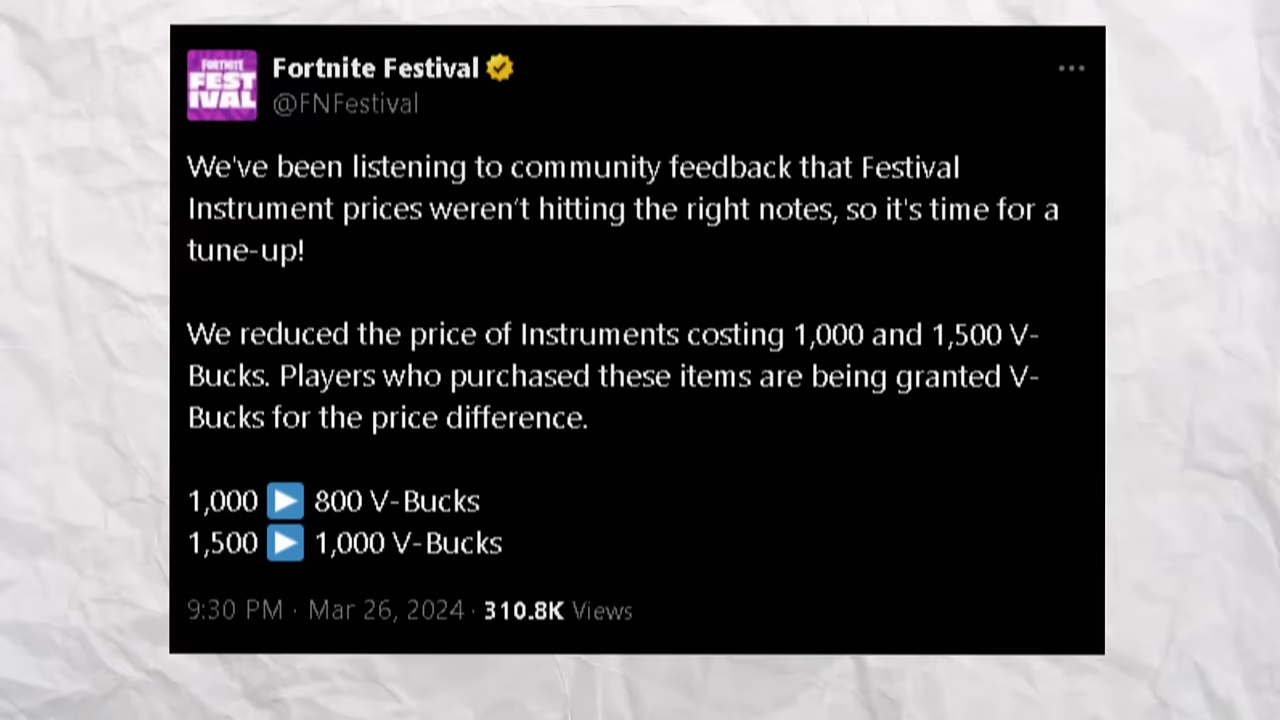 FORTNITE
FEST
IVAL
Fortnite Festival
@FNFestival
We've been listening to community feedback that Festival
Instrument prices weren't hitting the right notes, so it's time for a
tune-up!
We reduced the price of Instruments costing 1,000 and 1,500 V-
Bucks. Players who purchased these items are being granted V-
Bucks for the price difference.
1,000 ▶️ 800 V-Bucks
1,500 ▶️ 1,000 V-Bucks
9:30 PM · Mar 26, 2024 · 310.8K Views